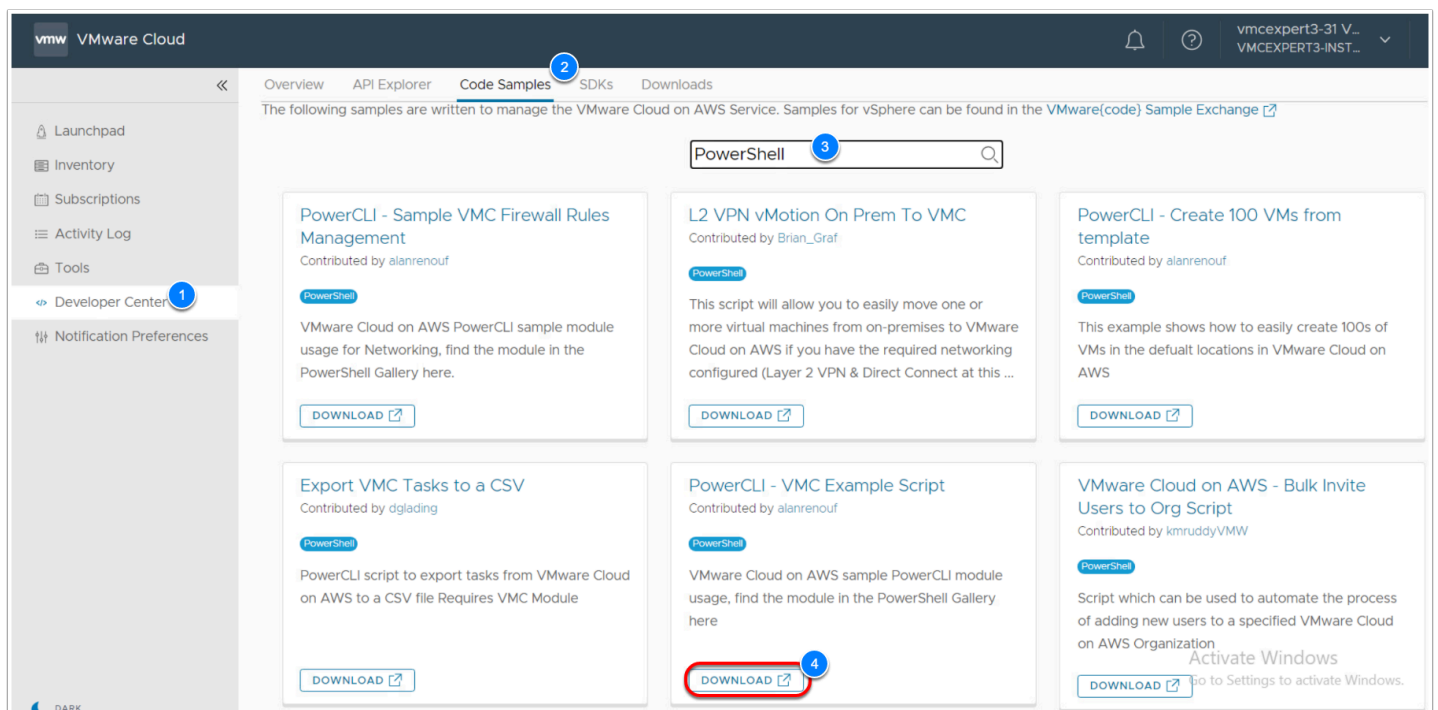 vmw VMware Cloud
vmcexpert3-31 V...
VMCEXPERT3-INST...
Launchpad
Inventory
Subscriptions
Activity Log
Tools
Developer Center 1
Notification Preferences
DARK
Overview API Explorer Code Samples 2 SDKs Downloads
The following samples are written to manage the VMware Cloud on AWS Service. Samples for vSphere can be found in the VMware{code} Sample Exchange
PowerShell 3
PowerCLI - Sample VMC Firewall Rules
Management
Contributed by alanrenouf
PowerShell
VMware Cloud on AWS PowerCLI sample module
usage for Networking, find the module in the
PowerShell Gallery here.
DOWNLOAD
L2 VPN vMotion On Prem To VMC
Contributed by Brian_Graf
PowerShell
This script will allow you to easily move one or
more virtual machines from on-premises to VMware
Cloud on AWS if you have the required networking
configured (Layer 2 VPN & Direct Connect at this ...
DOWNLOAD
PowerCLI - Create 100 VMs from
template
Contributed by alanrenouf
PowerShell
This example shows how to easily create 100s of
VMs in the defualt locations in VMware Cloud on
AWS
DOWNLOAD
Export VMC Tasks to a CSV
Contributed by dglading
PowerShell
PowerCLI script to export tasks from VMware Cloud
on AWS to a CSV file Requires VMC Module
DOWNLOAD
PowerCLI - VMC Example Script
Contributed by alanrenouf
PowerShell
VMware Cloud on AWS sample PowerCLI module
usage, find the module in the PowerShell Gallery
here
DOWNLOAD 4
VMware Cloud on AWS - Bulk Invite
Users to Org Script
Contributed by kmruddyVMW
PowerShell
Script which can be used to automate the process
of adding new users to a specified VMware Cloud
on AWS Organization
DOWNLOAD
Activate Windows
Go to Settings to activate Windows.